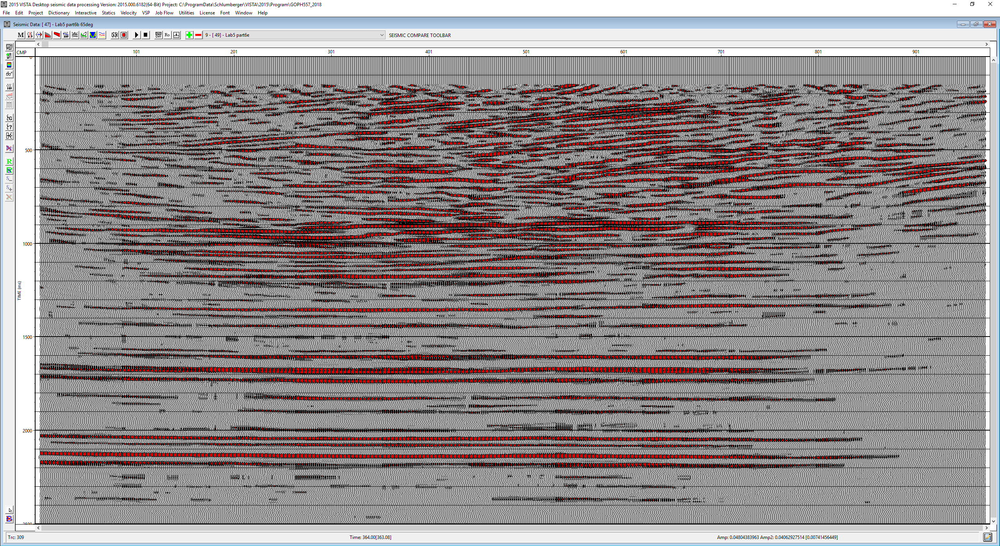 2015 VISTA Desktop seismic data processing Version: 2015.000.6182(64-Bit) Project: C:\ProgramData\Schlumberger\VISTA\2015\Program\GOPH557_2018
File Edit Project Dictionary Interactive Statics Velocity VSP Job Flow Utilities License Font Window Help
Seismic Data: [ 47] - Lab5 part6b 65deg
M Diff Ro 9 - [ 49] - Lab5 part6e SEISMIC COMPARE TOOLBAR
CMP 101 201 301 401 501 601 701 801 901
0
500
1000
1500
2000
2500
TIME (ms)
G
?
R
S
Trc: 309 Time: 364.00[363.08] Amp: 0.04804383963 Amp2: 0.04062927514 [0.00741456449]